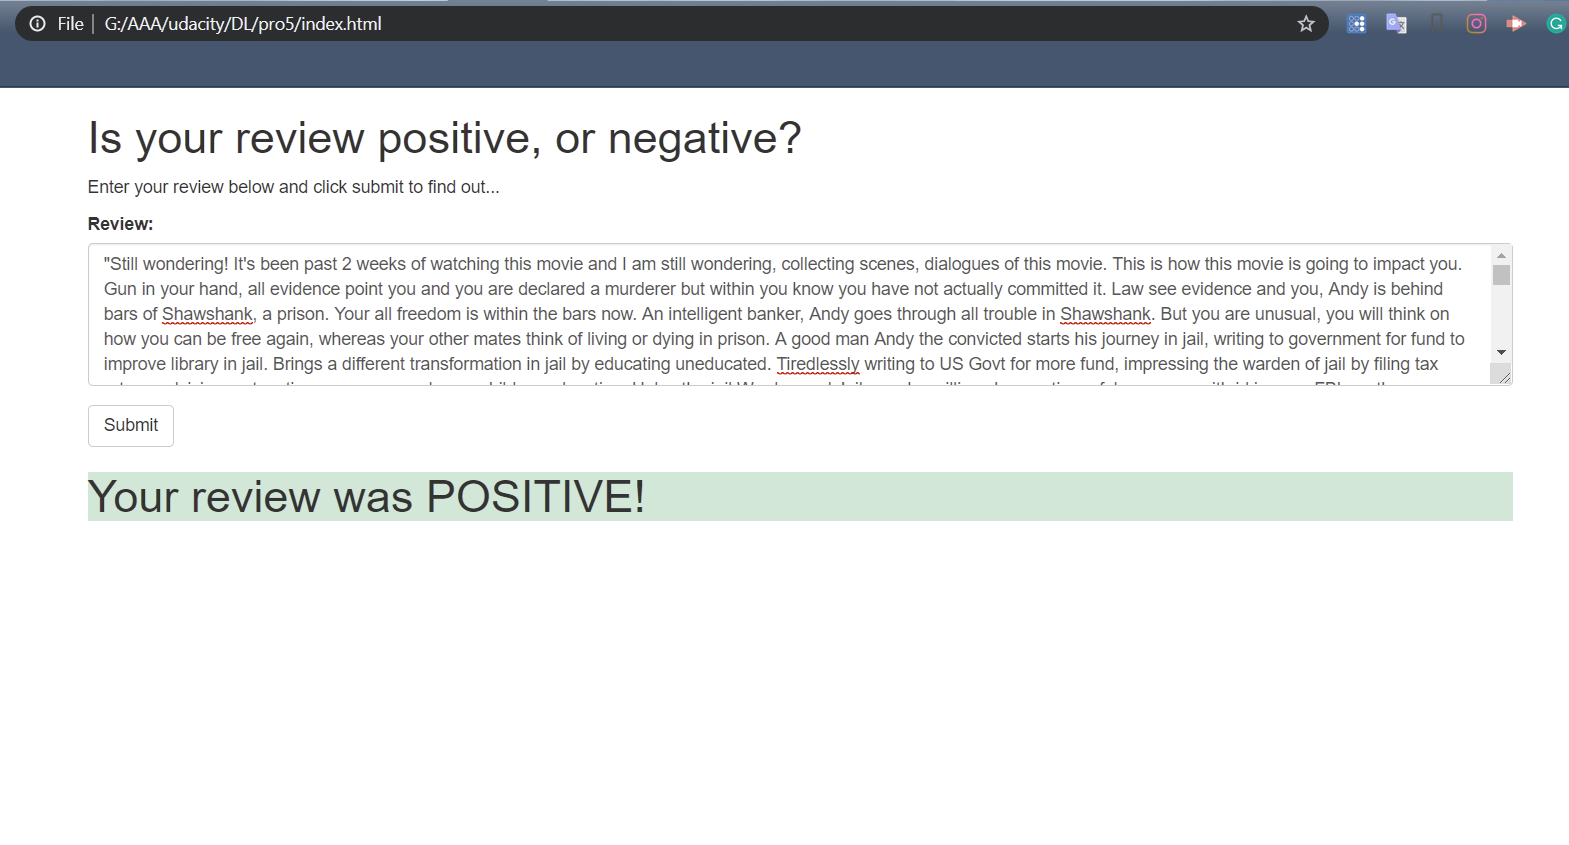 File G:/AAA/udacity/DL/pro5/index.html
Is your review positive, or negative?
Enter your review below and click submit to find out...
Review:
"Still wondering! It's been past 2 weeks of watching this movie and I am still wondering, collecting scenes, dialogues of this movie. This is how this movie is going to impact you.
Gun in your hand, all evidence point you and you are declared a murderer but within you know you have not actually committed it. Law see evidence and you, Andy is behind
bars of Shawshank, a prison. Your all freedom is within the bars now. An intelligent banker, Andy goes through all trouble in Shawshank. But you are unusual, you will think on
how you can be free again, whereas your other mates think of living or dying in prison. A good man Andy the convicted starts his journey in jail, writing to government for fund to
improve library in jail. Brings a different transformation in jail by educating uneducated. Tiredlessly writing to US Govt for more fund, impressing the warden of jail by filing tax
Submit
Your review was POSITIVE!